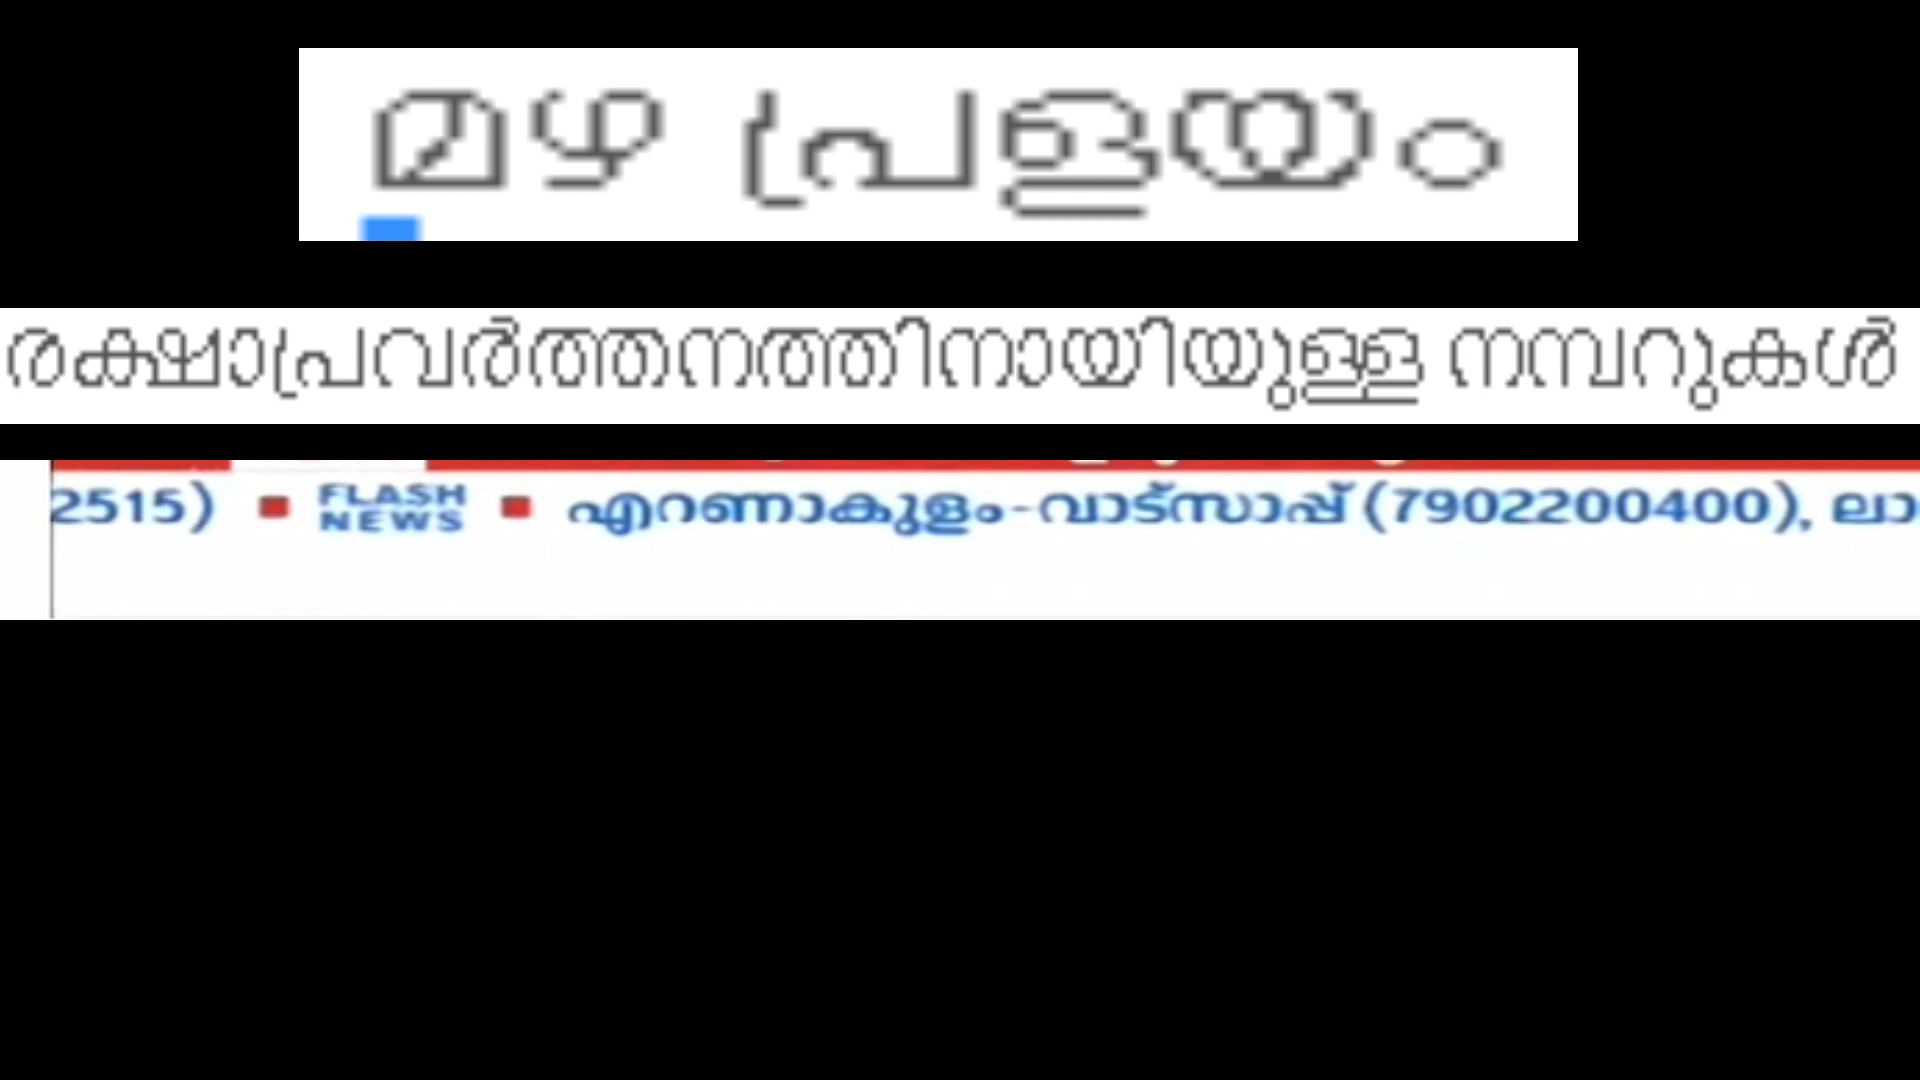 മഴ പ്രളയം
രക്ഷാപ്രവർത്തനത്തിനായിയുള്ള നമ്പറുകൾ
2515) ▪ FLASH NEWS ▪ എറണാകുളം-വാട്സാപ്പ് (7902200400), ലാ